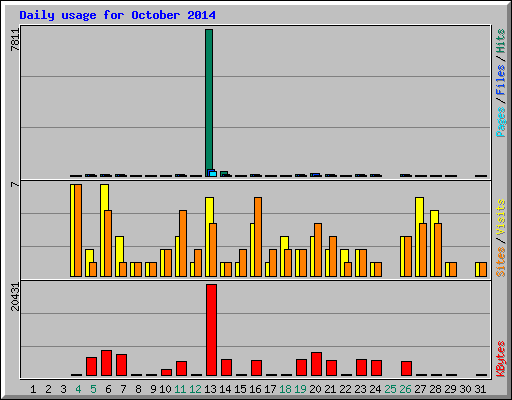 Daily usage for October 2014
7811
Pages / Files / Hits
7
Sites / Visits
20431
KBytes
1 2 3 4 5 6 7 8 9 10 11 12 13 14 15 16 17 18 19 20 21 22 23 24 25 26 27 28 29 30 31